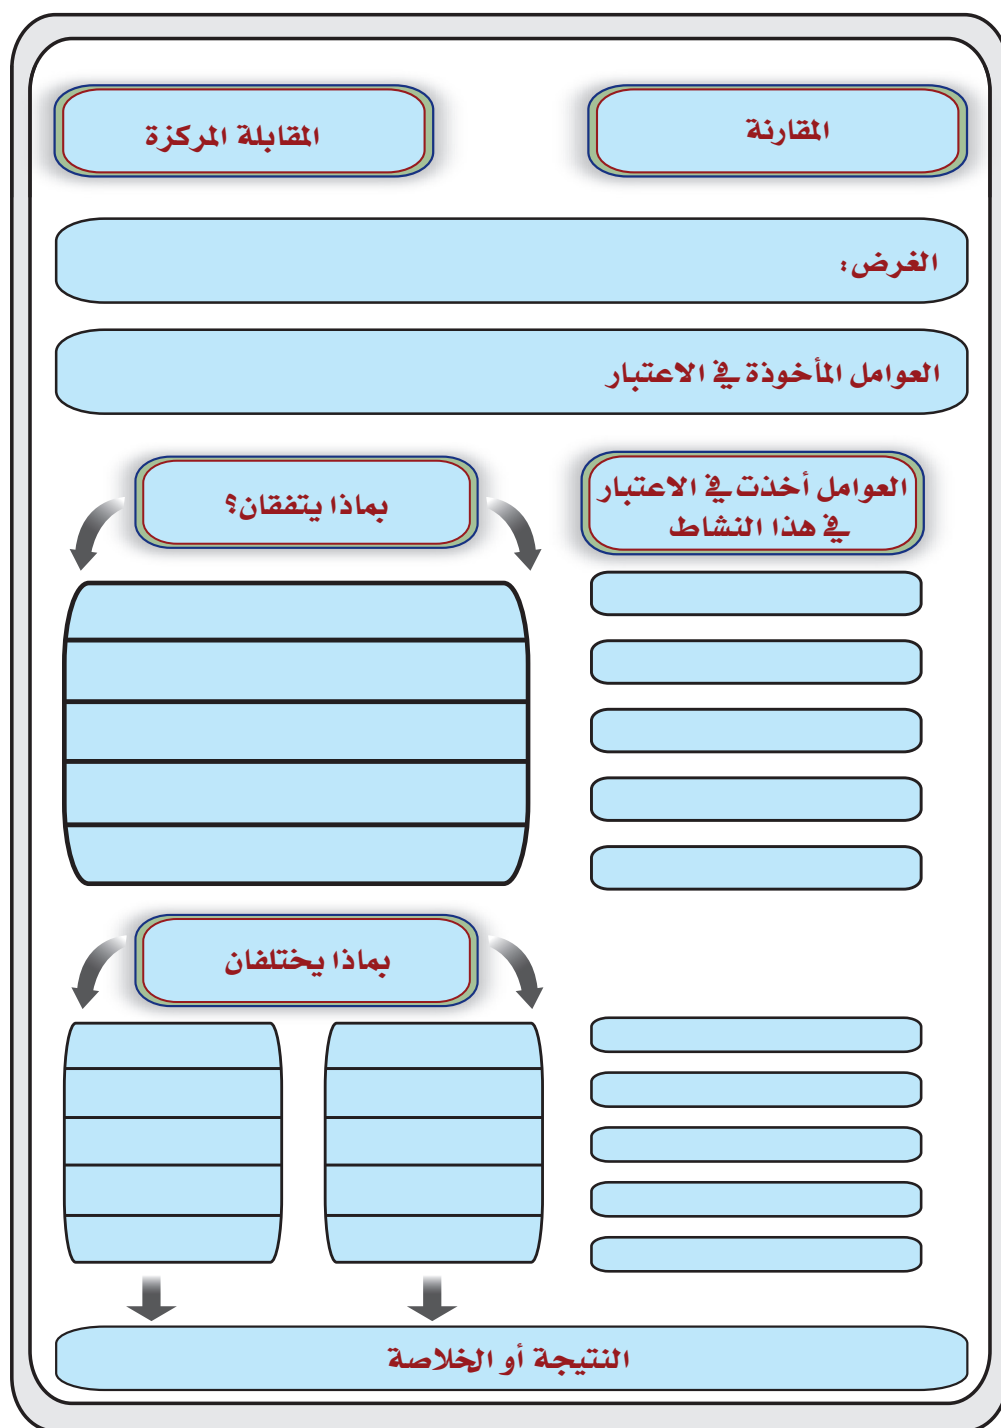 المقارنة
المقابلة المركزة
الغرض:
العوامل المأخوذة في الاعتبار
العوامل أخذت في الاعتبار
في هذا النشاط
بماذا يتفقان؟
بماذا يختلفان
النتيجة أو الخلاصة